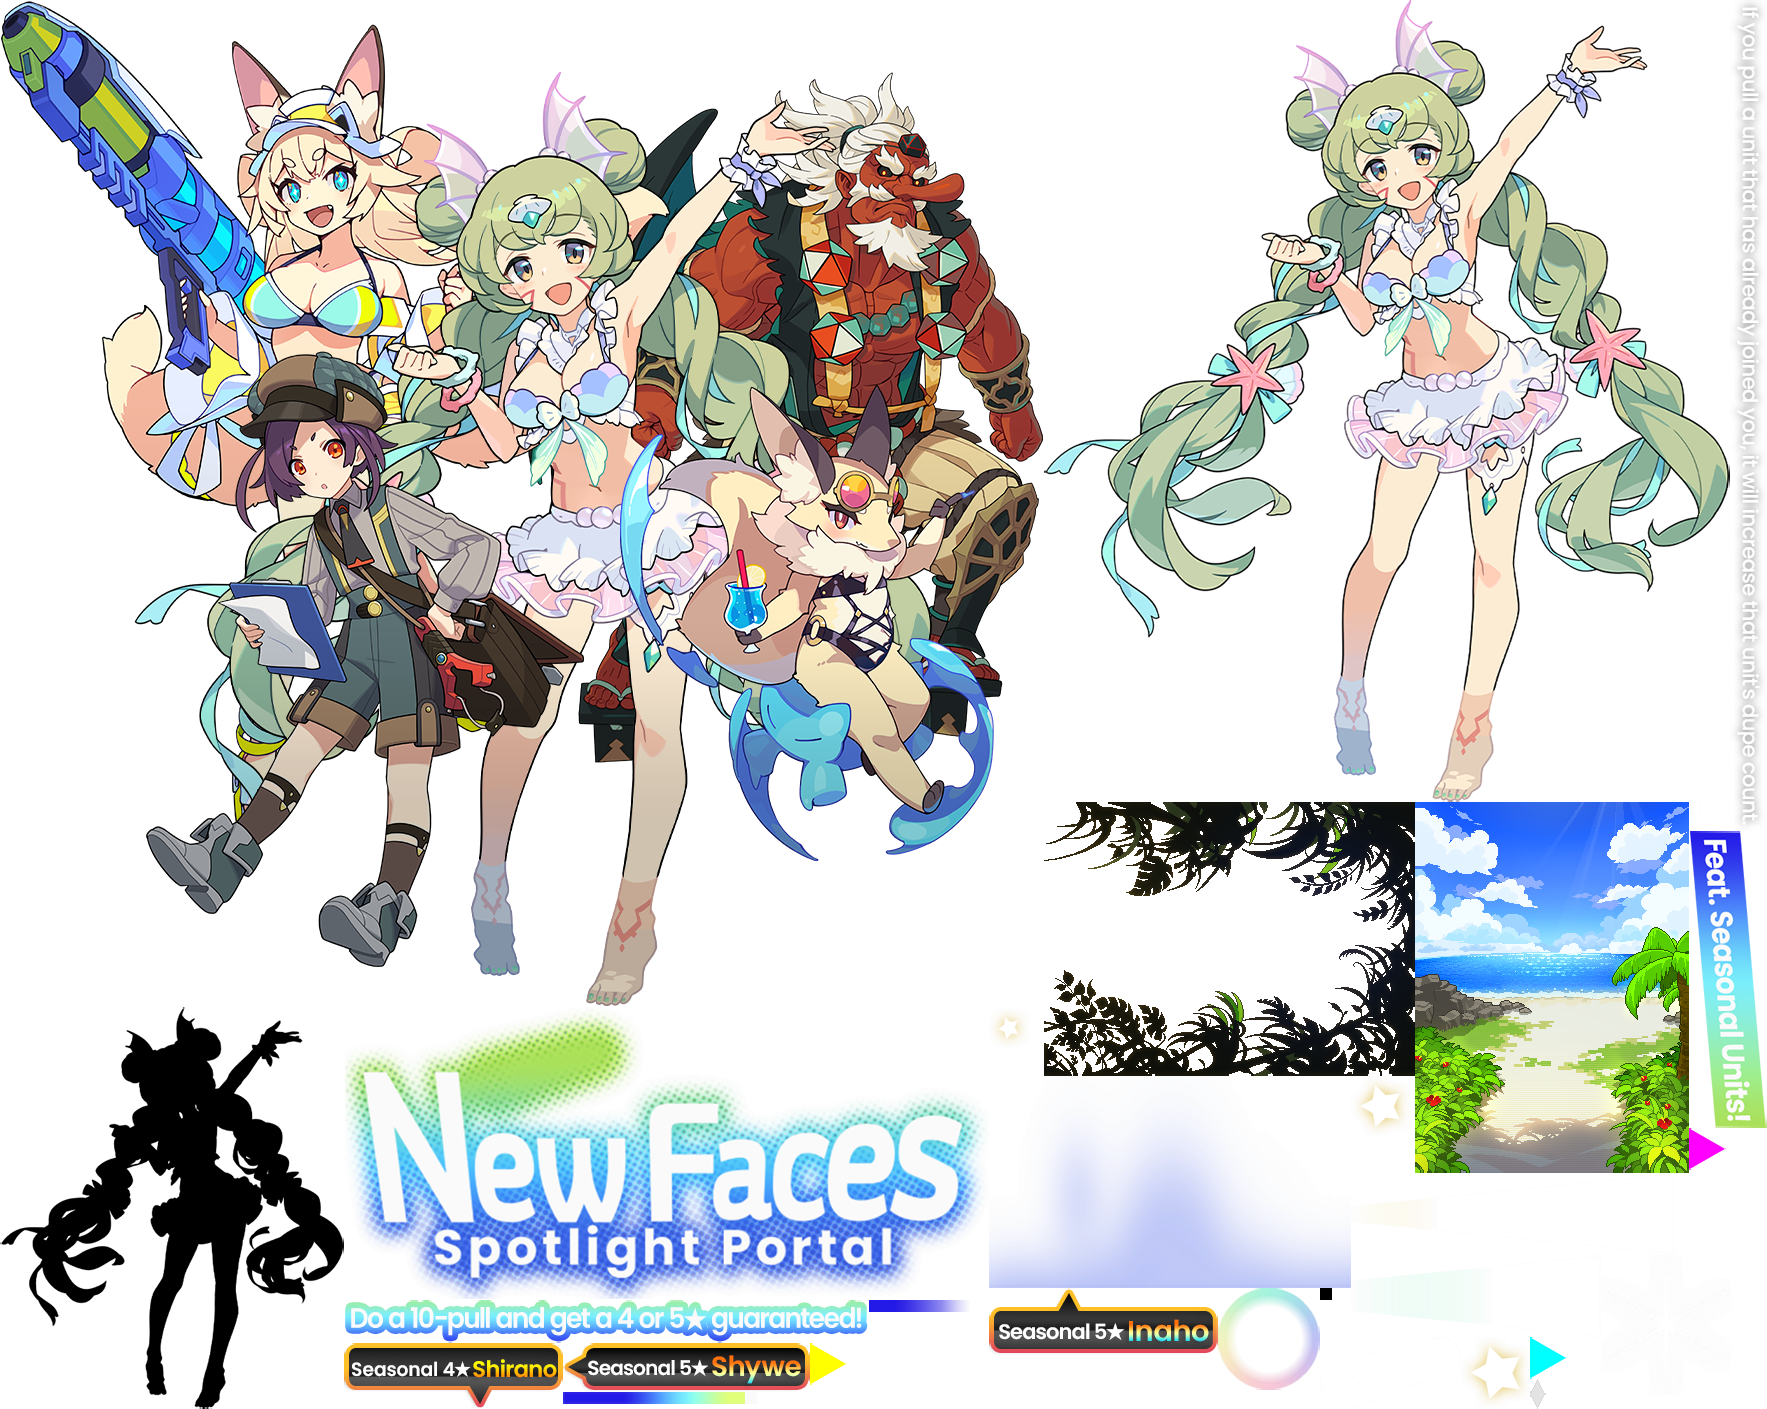 If you pull a unit that has already joined you, it will increase that unit's dupe count
Feat. Seasonal Units!
New Faces
Spotlight Portal
Do a 10-pull and get a 4 or 5★ guaranteed!
Seasonal 4★ Shirano
Seasonal 5★ Shywe
Seasonal 5★ Inaho